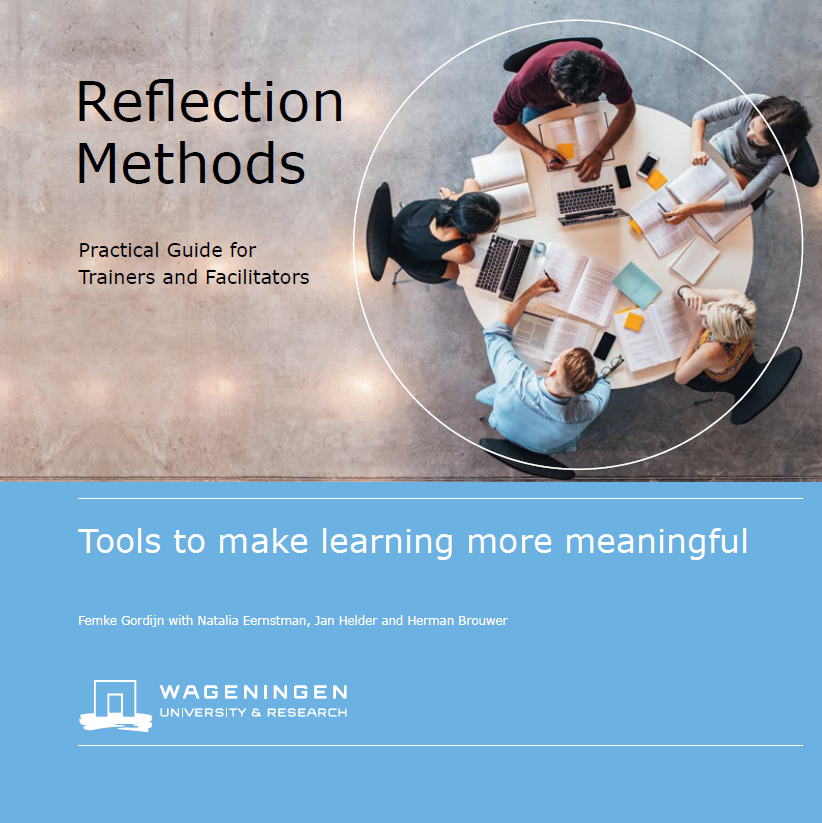 Reflection
Methods
Practical Guide for
Trainers and Facilitators
Tools to make learning more meaningful
Femke Gordijn with Natalia Eernstman, Jan Helder and Herman Brouwer
WAGENINGEN
UNIVERSITY & RESEARCH